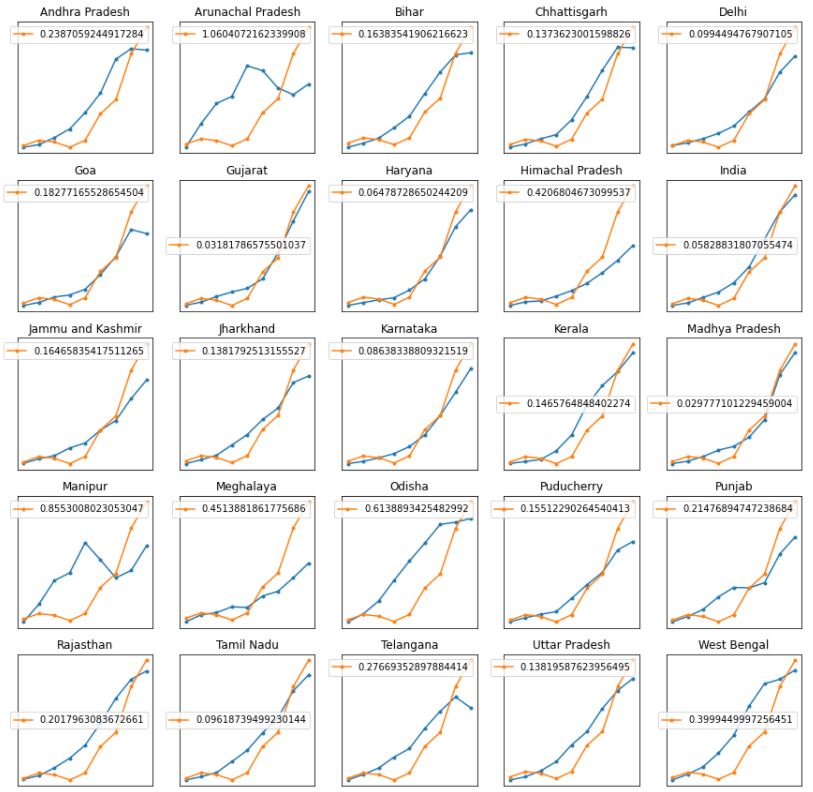 Andhra Pradesh
0.2387059244917284
Arunachal Pradesh
1.0604072162339908
Bihar
0.16383541906216623
Chhattisgarh
0.1373623001598826
Delhi
0.0994494767907105
Goa
0.18277165528654504
Gujarat
0.03181786575501037
Haryana
0.06478728650244209
Himachal Pradesh
0.4206804673099537
India
0.05828831807055474
Jammu and Kashmir
0.16465835417511265
Jharkhand
0.1381792513155527
Karnataka
0.08638338809321519
Kerala
0.1465764848402274
Madhya Pradesh
0.029777101229459004
Manipur
0.8553008023053047
Meghalaya
0.4513881861775686
Odisha
0.6138893425482992
Puducherry
0.15512290264540413
Punjab
0.21476894747238684
Rajasthan
0.2017963083672661
Tamil Nadu
0.09618739499230144
Telangana
0.27669352897884414
Uttar Pradesh
0.13819587623956495
West Bengal
0.3999449997256451